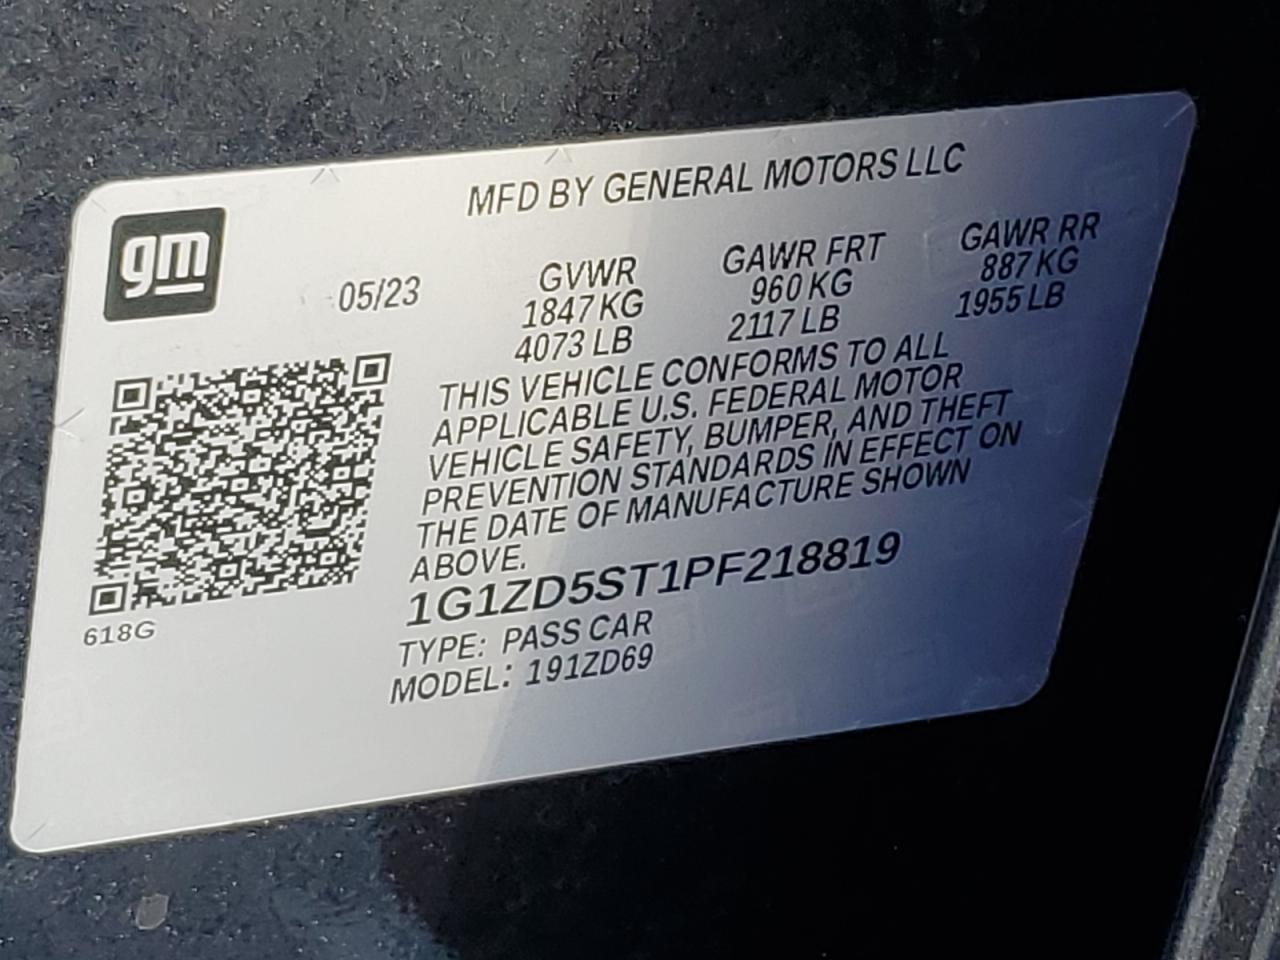 MFD BY GENERAL MOTORS LLC
gm
05/23
GVWR
1847 KG
4073 LB
GAWR FRT
960 KG
2117 LB
GAWR RR
887 KG
1955 LB
THIS VEHICLE CONFORMS TO ALL
APPLICABLE U.S. FEDERAL MOTOR
VEHICLE SAFETY, BUMPER, AND THEFT
PREVENTION STANDARDS IN EFFECT ON
THE DATE OF MANUFACTURE SHOWN
ABOVE.
1G1ZD5ST1PF218819
TYPE: PASS CAR
MODEL: 191ZD69
618G